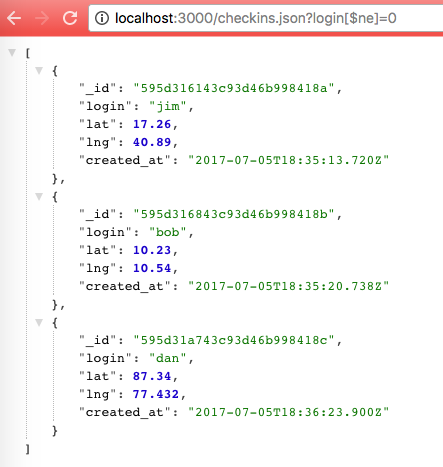 localhost:3000/checkins.json?login[$ne]=0
[
{
"_id": "595d316143c93d46b998418a",
"login": "jim",
"lat": 17.26,
"lng": 40.89,
"created_at": "2017-07-05T18:35:13.720Z"
},
{
"_id": "595d316843c93d46b998418b",
"login": "bob",
"lat": 10.23,
"lng": 10.54,
"created_at": "2017-07-05T18:35:20.738Z"
},
{
"_id": "595d31a743c93d46b998418c",
"login": "dan",
"lat": 87.34,
"lng": 77.432,
"created_at": "2017-07-05T18:36:23.900Z"
}
]